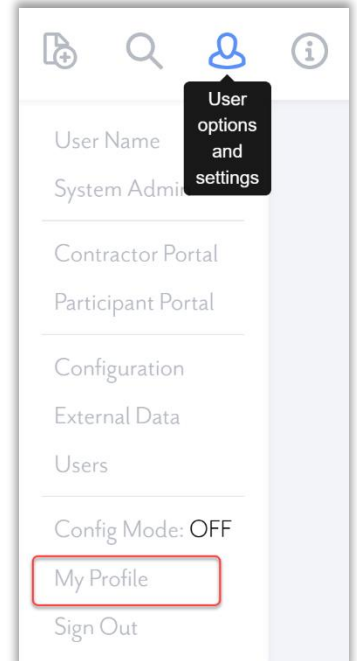 User
options
and
settings
User Name
System Admin
Contractor Portal
Participant Portal
Configuration
External Data
Users
Config Mode: OFF
My Profile
Sign Out